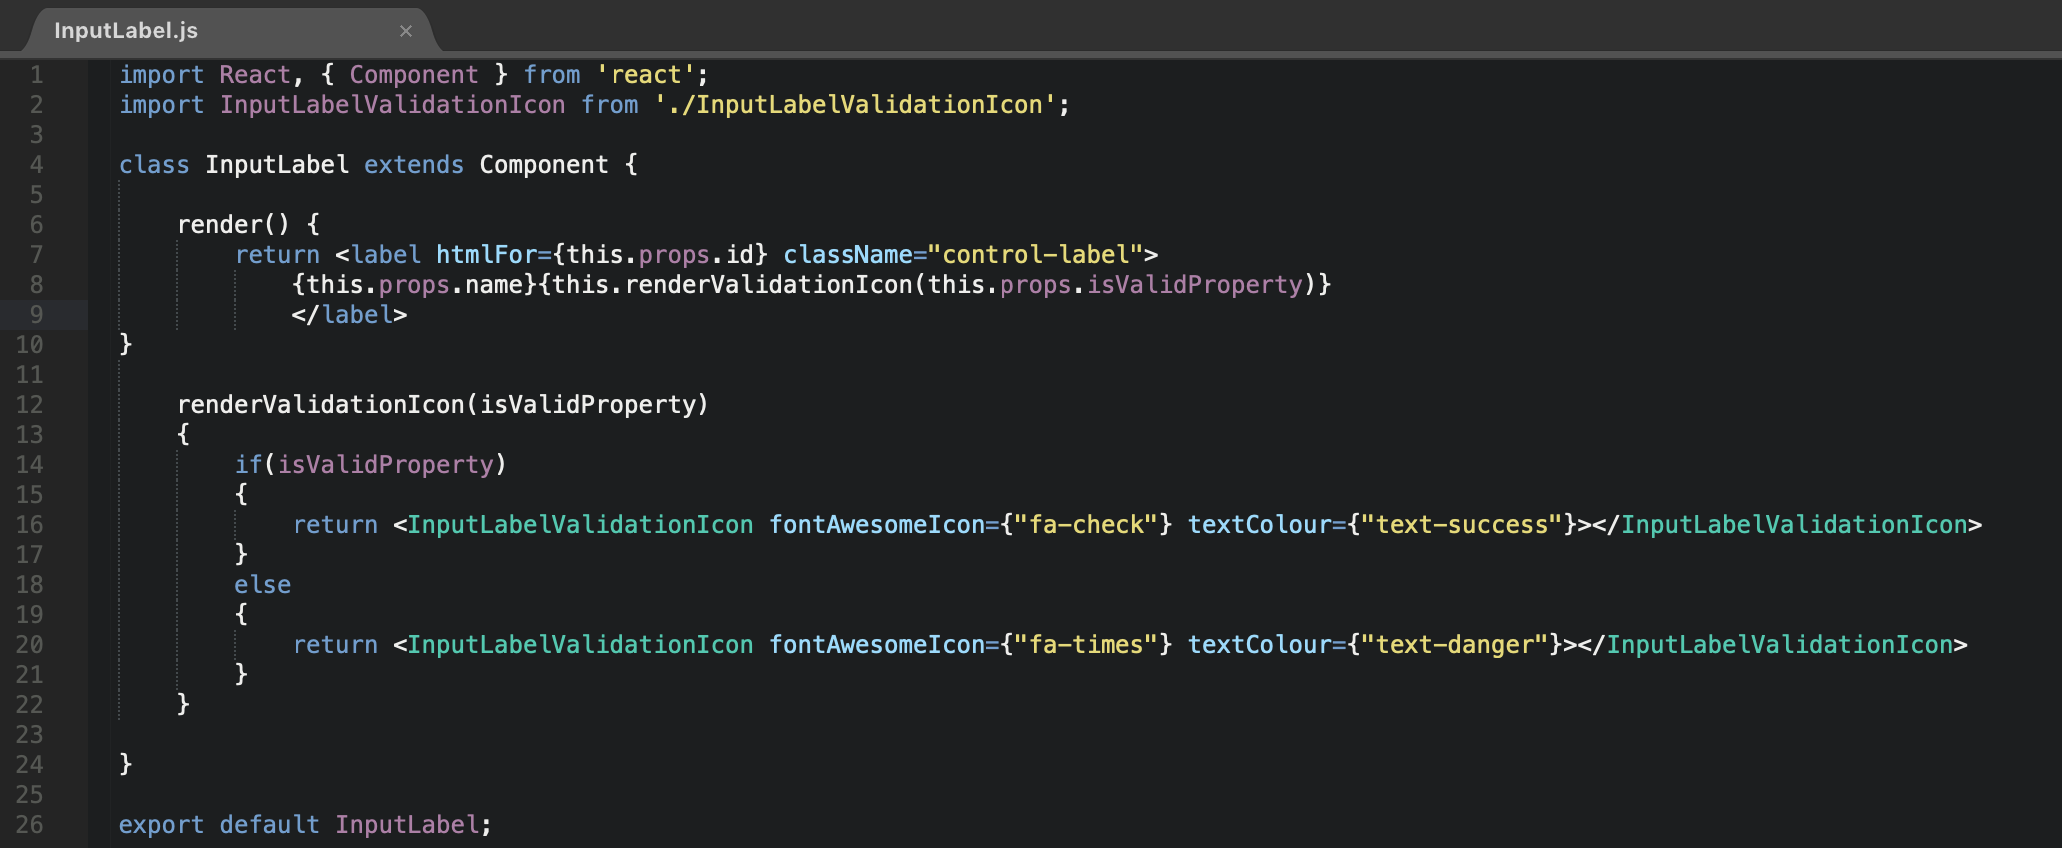 InputLabel.js ×
1 import React, { Component } from 'react';
2 import InputLabelValidationIcon from './InputLabelValidationIcon';
3
4 class InputLabel extends Component {
5
6     render() {
7         return <label htmlFor={this.props.id} className="control-label">
8             {this.props.name}{this.renderValidationIcon(this.props.isValidProperty)}
9             </label>
10 }
11
12     renderValidationIcon(isValidProperty)
13     {
14         if(isValidProperty)
15         {
16             return <InputLabelValidationIcon fontAwesomeIcon={"fa-check"} textColour={"text-success"}></InputLabelValidationIcon>
17         }
18         else
19         {
20             return <InputLabelValidationIcon fontAwesomeIcon={"fa-times"} textColour={"text-danger"}></InputLabelValidationIcon>
21         }
22     }
23
24 }
25
26 export default InputLabel;